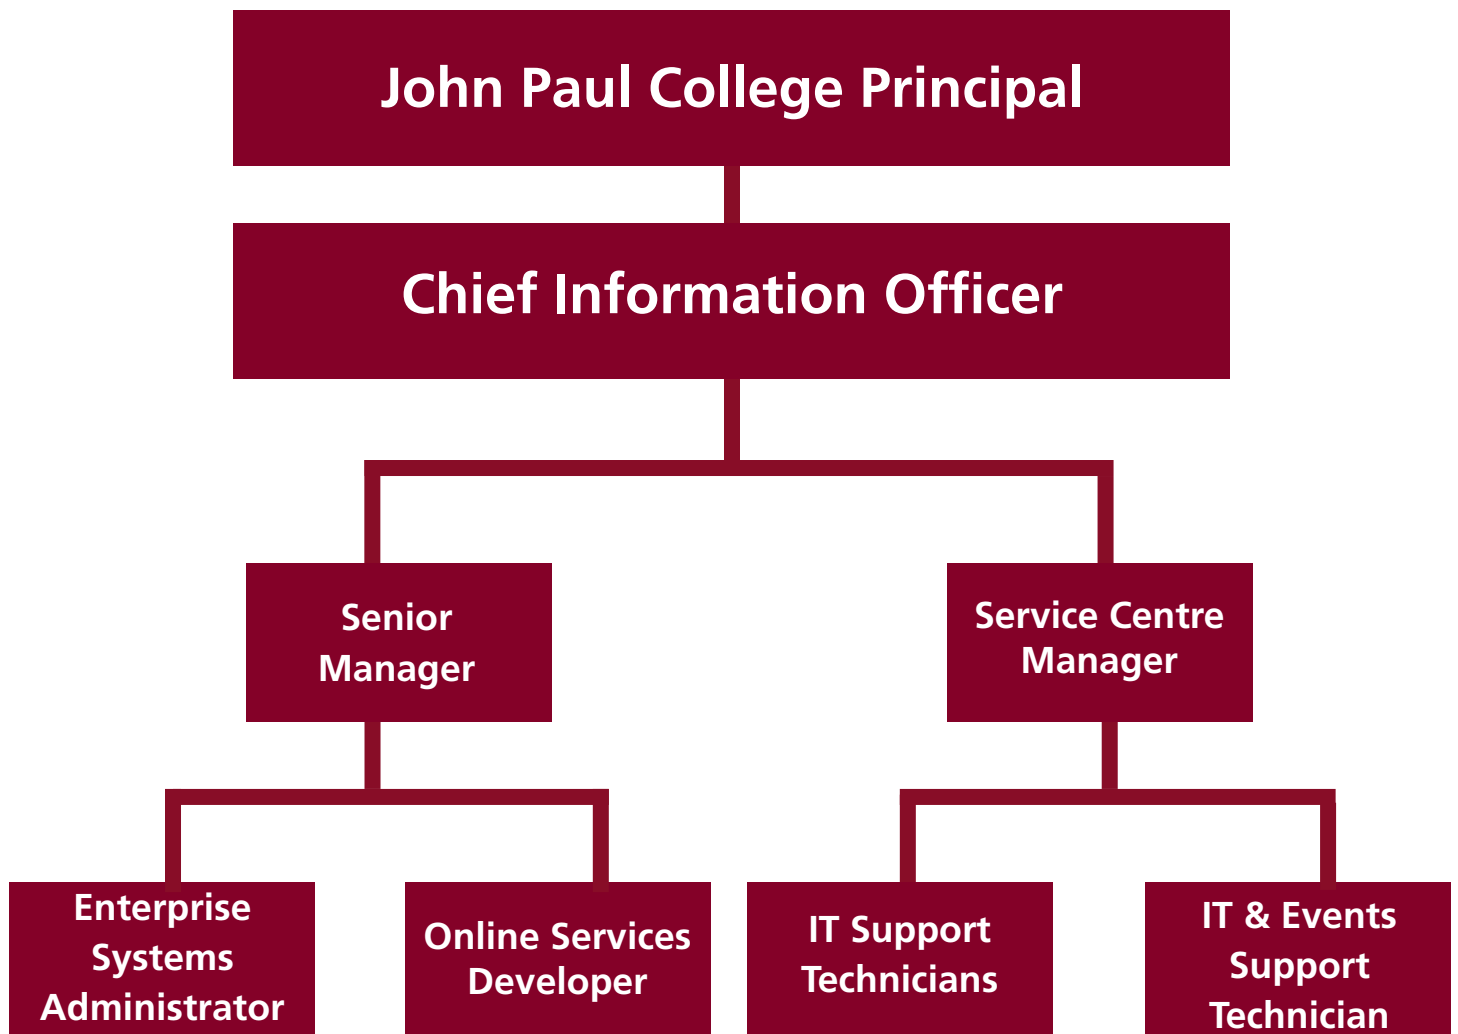 John Paul College Principal
Chief Information Officer
Senior
Manager
Service Centre
Manager
Enterprise
Systems
Administrator
Online Services
Developer
IT Support
Technicians
IT & Events
Support
Technician